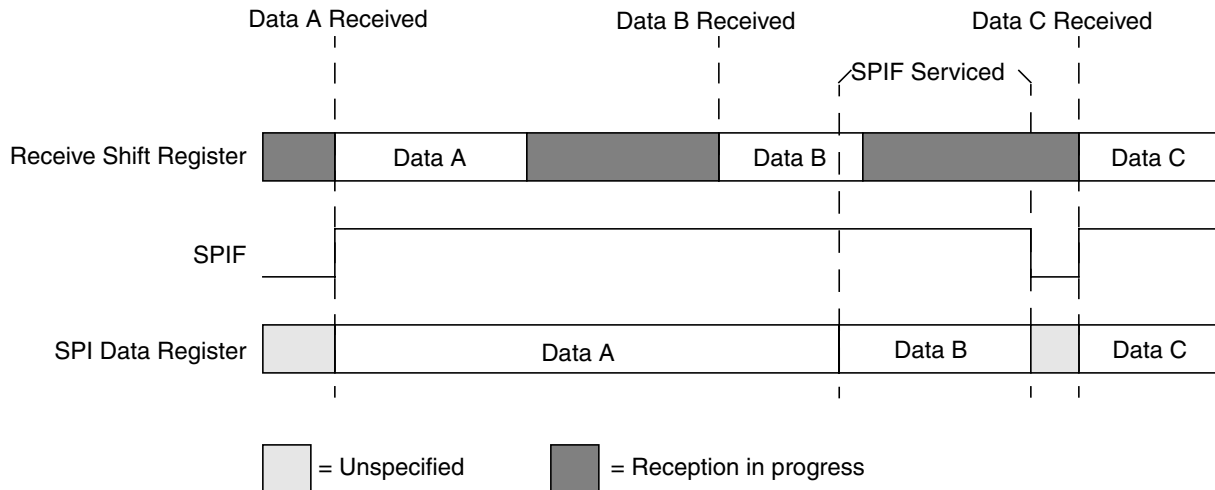 Data A Received
Data B Received
Data C Received
SPIF Serviced
Receive Shift Register
Data A
Data B
Data C
SPIF
SPI Data Register
Data A
Data B
Data C
= Unspecified
= Reception in progress